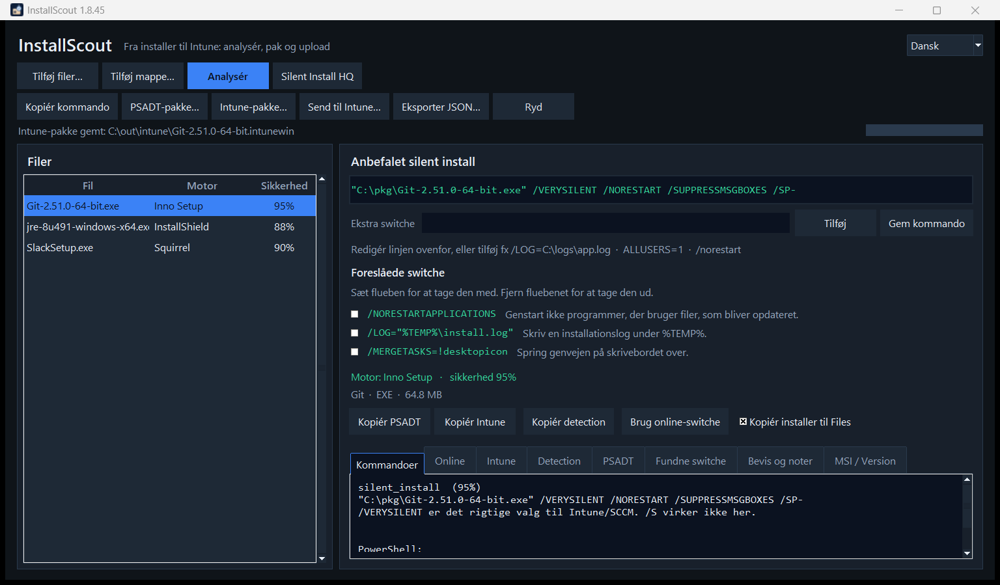 InstallScout 1.8.45
InstallScout Fra installer til Intune: analysér, pak og upload Dansk
Tilføj filer... Tilføj mappe... Analysér Silent Install HQ
Kopiér kommando PSADT-pakke... Intune-pakke... Send til Intune... Eksporter JSON... Ryd
Intune-pakke gemt: C:\out\intune\Git-2.51.0-64-bit.intunewin
Filer
Fil Motor Sikkerhed
Git-2.51.0-64-bit.exe Inno Setup 95%
jre-8u491-windows-x64.ex InstallShield 88%
SlackSetup.exe Squirrel 90%
Anbefalet silent install
"C:\pkg\Git-2.51.0-64-bit.exe" /VERYSILENT /NORESTART /SUPPRESSMSGBOXES /SP-
Ekstra switche Tilføj Gem kommando
Redigér linjen ovenfor, eller tilføj fx /LOG=C:\logs\app.log · ALLUSERS=1 · /norestart
Foreslåede switche
Sæt flueben for at tage den med. Fjern fluebenet for at tage den ud.
/NORESTARTAPPLICATIONS Genstart ikke programmer, der bruger filer, som bliver opdateret.
/LOG="%TEMP%\install.log" Skriv en installationslog under %TEMP%.
/MERGETASKS=!desktopicon Spring genvejen på skrivebordet over.
Motor: Inno Setup · sikkerhed 95%
Git · EXE · 64.8 MB
Kopiér PSADT Kopiér Intune Kopiér detection Brug online-switche Kopiér installer til Files
Kommandoer Online Intune Detection PSADT Fundne switche Bevis og noter MSI / Version
silent_install (95%)
"C:\pkg\Git-2.51.0-64-bit.exe" /VERYSILENT /NORESTART /SUPPRESSMSGBOXES /SP-
/VERYSILENT er det rigtige valg til Intune/SCCM. /S virker ikke her.
PowerShell: